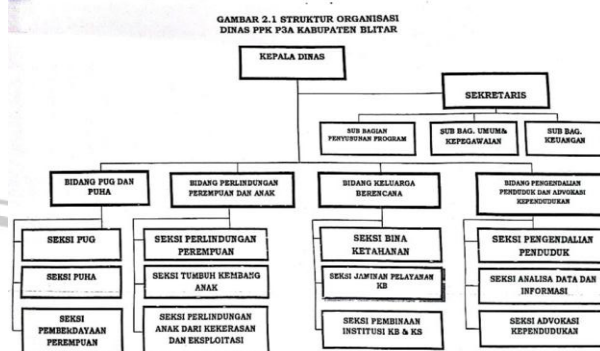 GAMBAR 2.1 STRUKTUR ORGANISASI
DINAS PPK P3A KABUPATEN BLITAR
KEPALA DINAS
SEKRETARIS
SUB BAGIAN
PENYUSUNAN PROGRAM
SUB BAG. UMUM&
KEPEGAWAIAN
SUB BAG.
KEUANGAN
BIDANG PUG DAN
PUHA
BIDANG PERLINDUNGAN
PEREMPUAN DAN ANAK
BIDANG KELUARGA
BERENCANA
BIDANG PENGENDALIAN
PENDUDUK DAN ADVOKASI
KEPENDUDUKAN
SEKSI PUG
SEKSI PUHA
SEKSI
PEMBERDAYAAN
PEREMPUAN
SEKSI PERLINDUNGAN
PEREMPUAN
SEKSI TUMBUH KEMBANG
ANAK
SEKSI PERLINDUNGAN
ANAK DARI KEKERASAN
DAN EKSPLOITASI
SEKSI BINA
KETAHANAN
SEKSI JAMINAN PELAYANAN
KB
SEKSI PEMBINAAN
INSTITUSI KB & KS
SEKSI PENGENDALIAN
PENDUDUK
SEKSI ANALISA DATA DAN
INFORMASI
SEKSI ADVOKASI
KEPENDUDUKAN